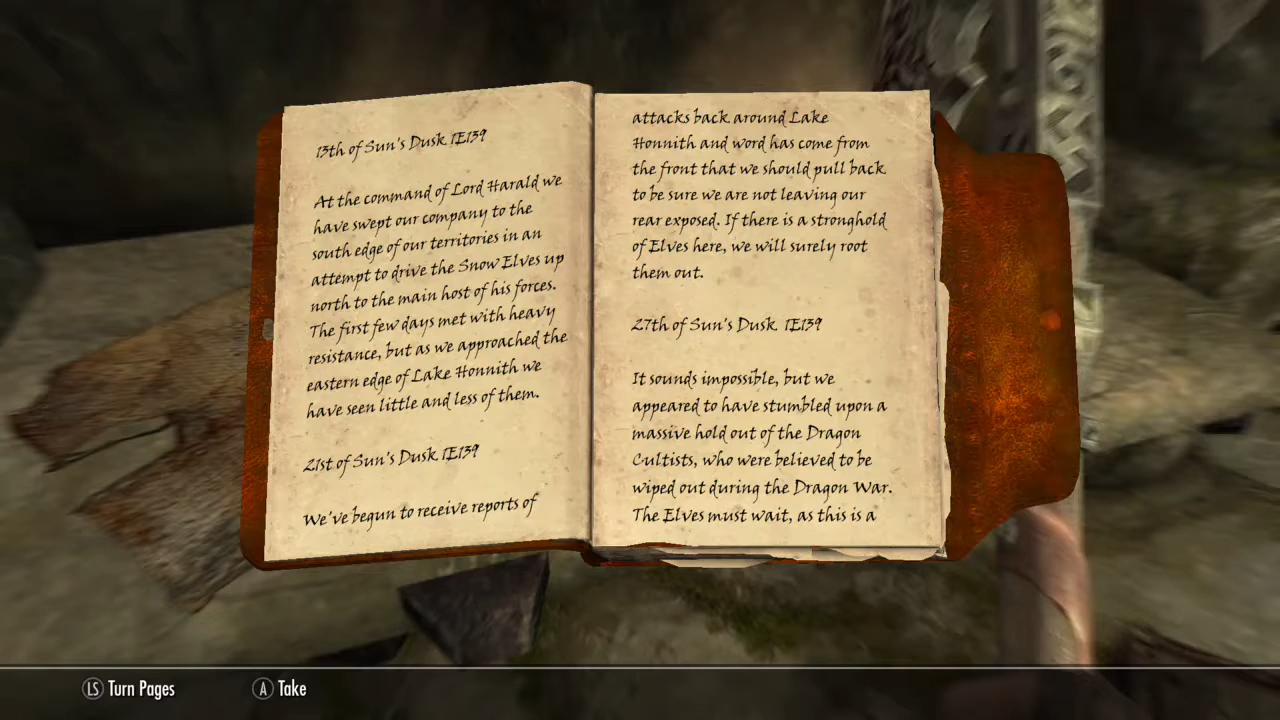 13th of Sun's Dusk 1E139
At the command of Lord Harald we
have swept our company to the
south edge of our territories in an
attempt to drive the Snow Elves up
north to the main host of his forces.
The first few days met with heavy
resistance, but as we approached the
eastern edge of Lake Honnith we
have seen little and less of them.
21st of Sun's Dusk 1E139
We've begun to receive reports of
attacks back around Lake
Honnith and word has come from
the front that we should pull back
to be sure we are not leaving our
rear exposed. If there is a stronghold
of Elves here, we will surely root
them out.
27th of Sun's Dusk 1E139
It sounds impossible, but we
appeared to have stumbled upon a
massive hold out of the Dragon
Cultists, who were believed to be
wiped out during the Dragon War.
The Elves must wait, as this is a
LS Turn Pages
A Take